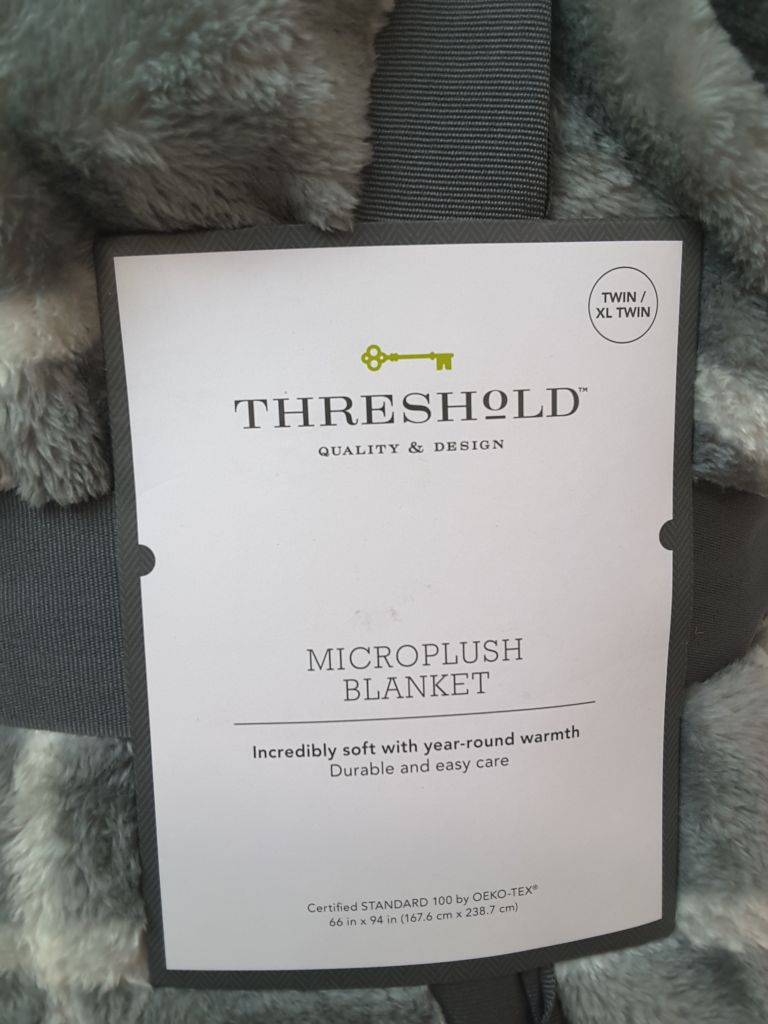 TWIN /
XL TWIN
THRESHOLD™
QUALITY & DESIGN
MICROPLUSH
BLANKET
Incredibly soft with year-round warmth
Durable and easy care
Certified STANDARD 100 by OEKO-TEX®
66 in x 94 in (167.6 cm x 238.7 cm)